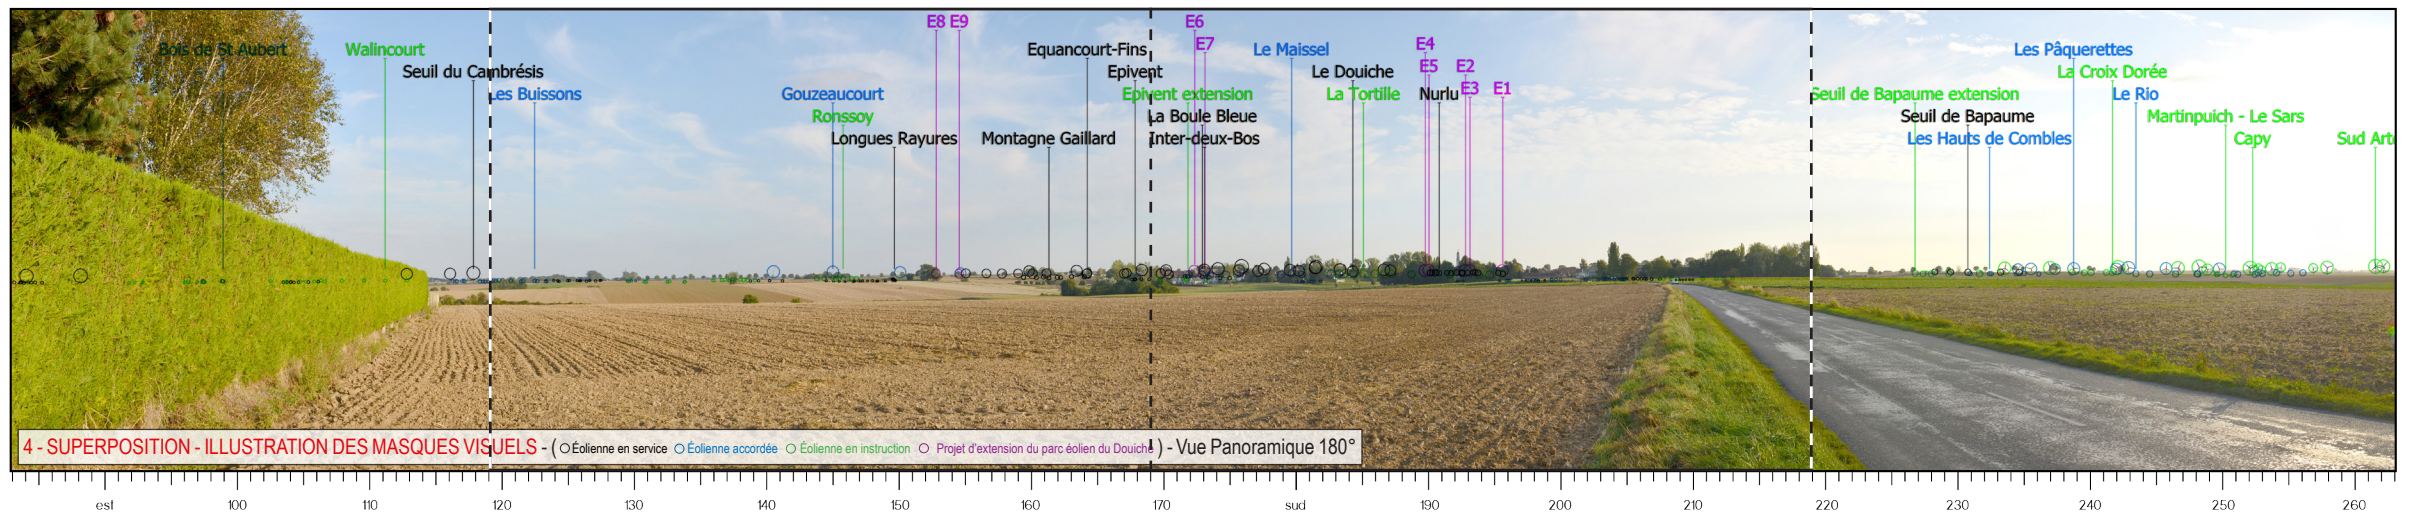 E8 E9 E6
E7 E4
Bois de St Aubert Walincourt Equancourt-Fins Le Maissel Les Pâquerettes
E5 E2
Seuil du Cambrésis Epivent Le Douiche La Croix Dorée
E3 E1
Les Buissons Gouzeaucourt Epivent extension La Tortille Nurlu Seuil de Bapaume extension Le Rio
Ronssoy La Boule Bleue Seuil de Bapaume Martinpuich - Le Sars
Longues Rayures Montagne Gaillard Inter-deux-Bos Les Hauts de Combles Capy Sud Art
4 - SUPERPOSITION - ILLUSTRATION DES MASQUES VISUELS - ( Éolienne en service Éolienne accordée Éolienne en instruction Projet d'extension du parc éolien du Douiche ) - Vue Panoramique 180°
est 100 110 120 130 140 150 160 170 sud 190 200 210 220 230 240 250 260